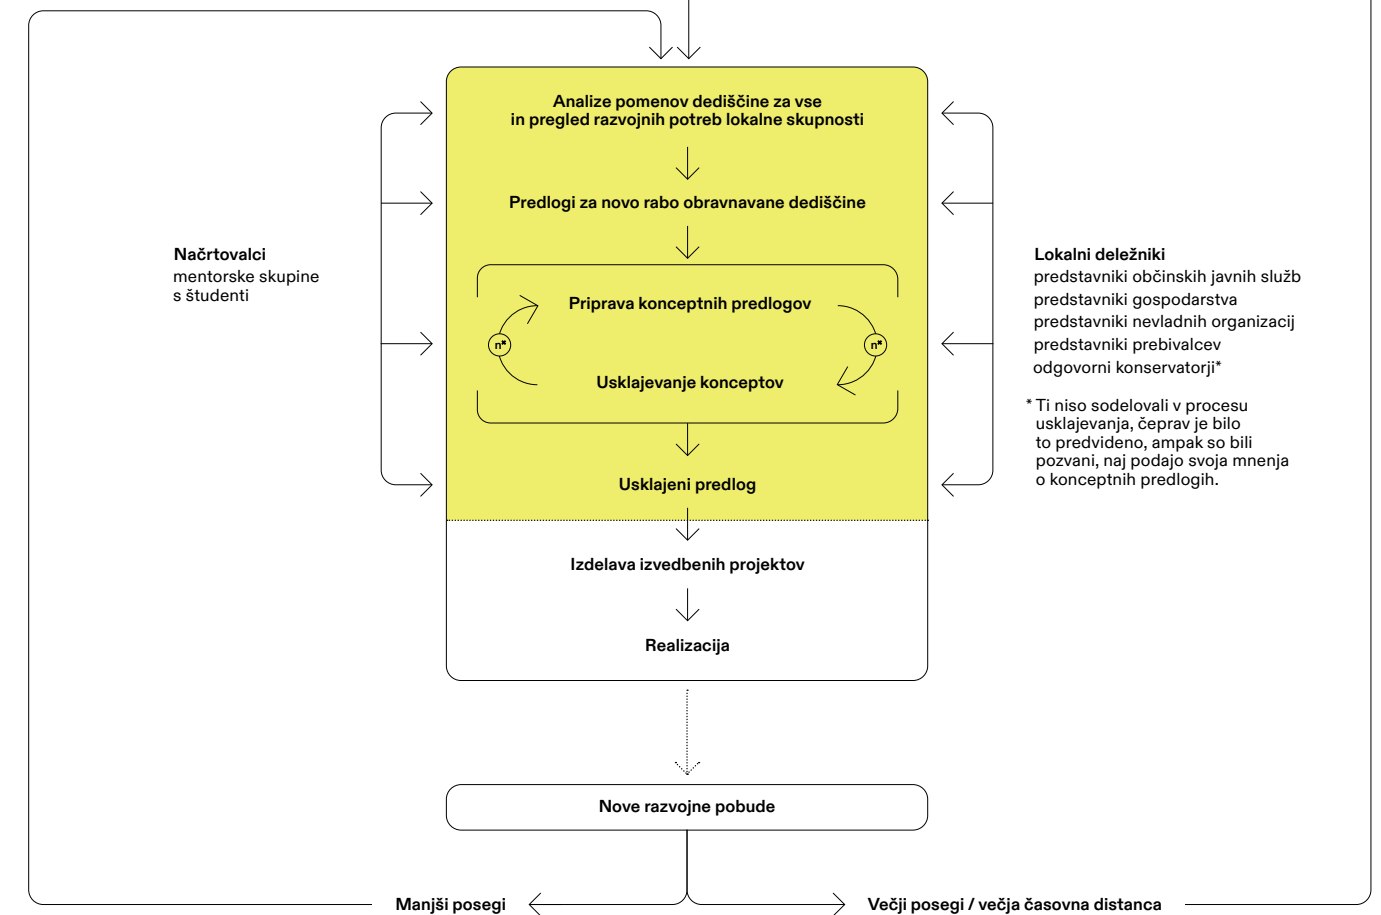 Analize pomenov dediščine za vse
in pregled razvojnih potreb lokalne skupnosti
Predlogi za novo rabo obravnavane dediščine
Načrtovalci
mentorske skupine
s študenti
Priprava konceptnih predlogov
n*
n*
Usklajevanje konceptov
Usklajeni predlog
Lokalni deležniki
predstavniki občinskih javnih služb
predstavniki gospodarstva
predstavniki nevladnih organizacij
predstavniki prebivalcev
odgovorni konservatorji*
* Ti niso sodelovali v procesu
usklajevanja, čeprav je bilo
to predvideno, ampak so bili
pozvani, naj podajo svoja mnenja
o konceptnih predlogih.
Izdelava izvedbenih projektov
Realizacija
Nove razvojne pobude
Manjši posegi
Večji posegi / večja časovna distanca